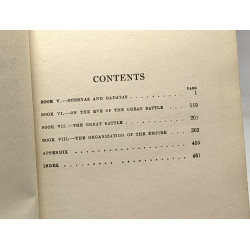 CONTENTS
PAGE
BOOK V.—GOBRYAS AND GADATAS 1
BOOK VI.—ON THE EVE OF THE GREAT BATTLE 119
BOOK VII.—THE GREAT BATTLE 201
BOOK VIII.—THE ORGANIZATION OF THE EMPIRE 303
APPENDIX 455
INDEX 461